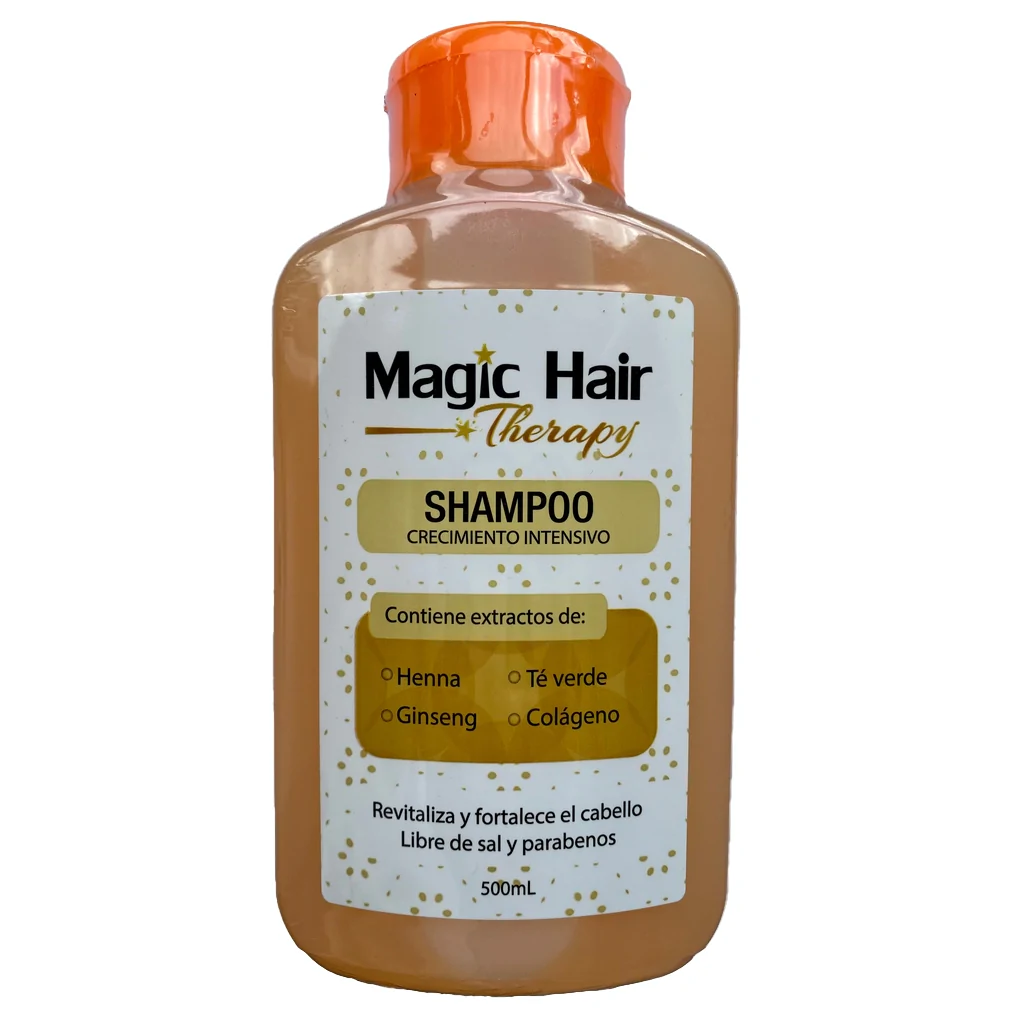 Magic Hair
Therapy
SHAMPOO
CRECIMIENTO INTENSIVO
Contiene extractos de:
Henna
Té verde
Ginseng
Colágeno
Revitaliza y fortalece el cabello
Libre de sal y parabenos
500mL